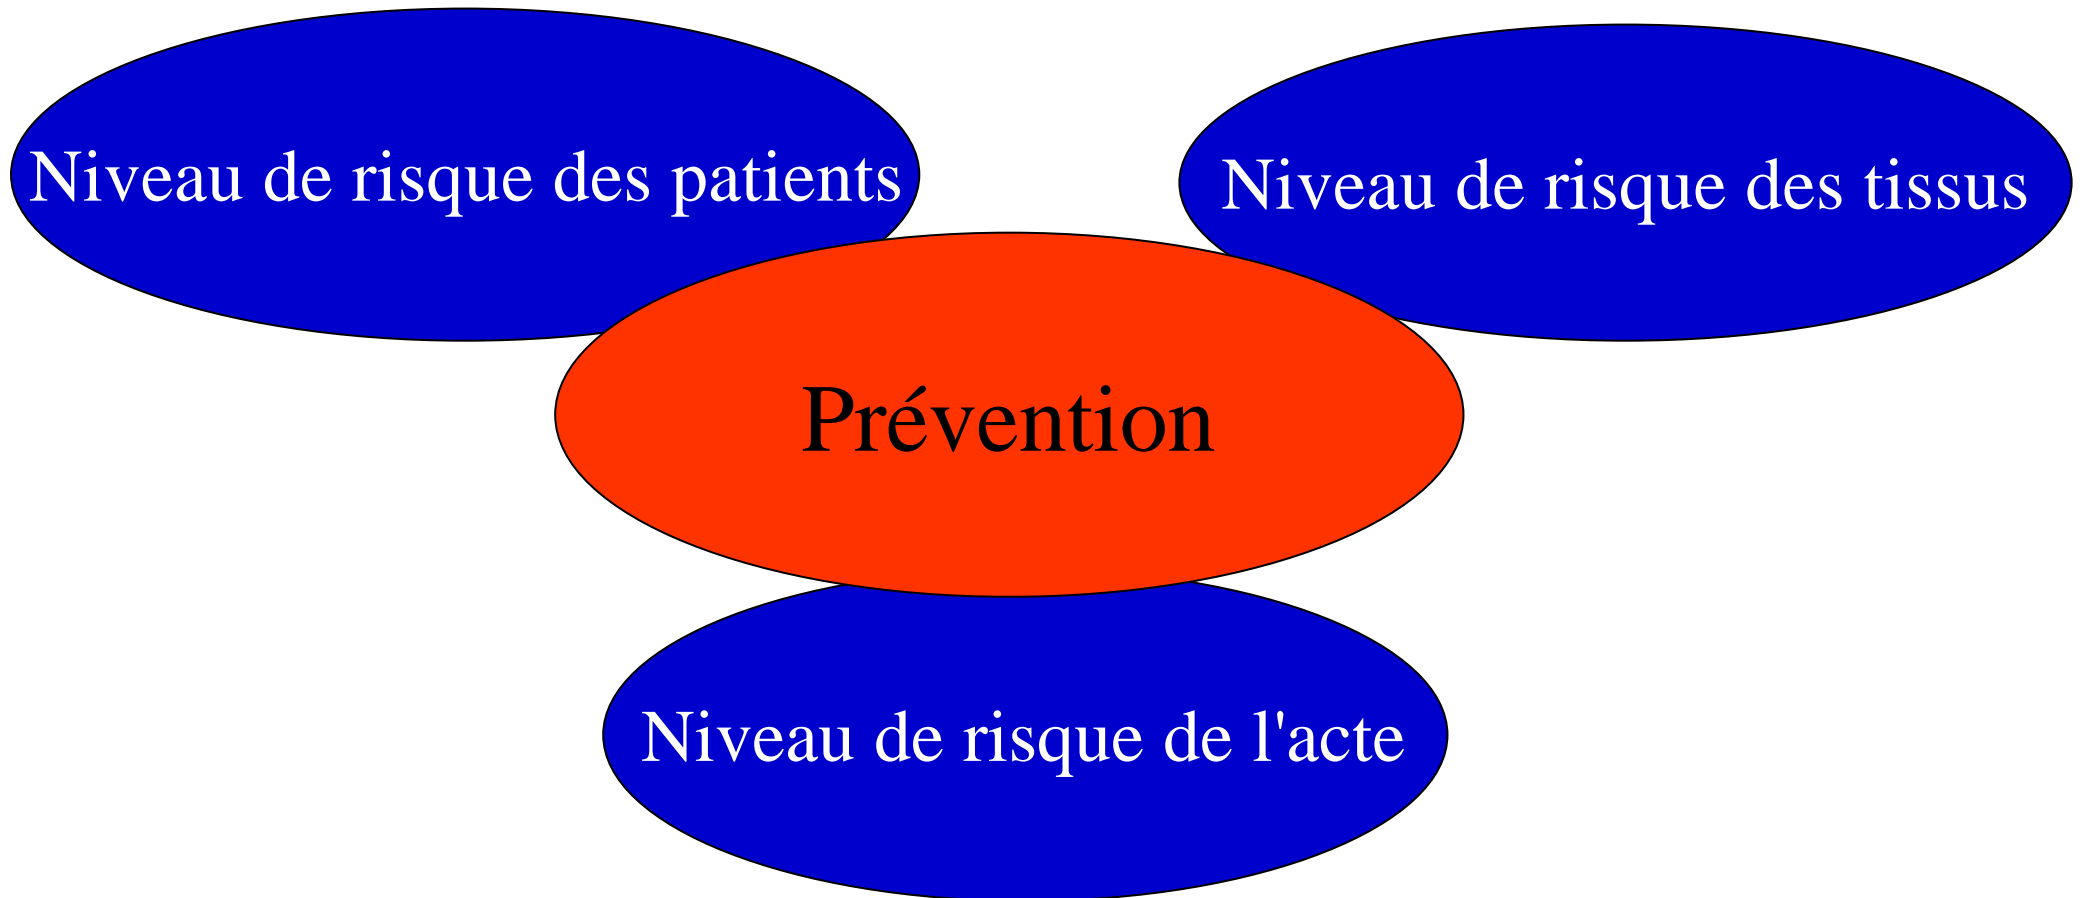 Niveau de risque des patients
Niveau de risque des tissus
Prévention
Niveau de risque de l'acte